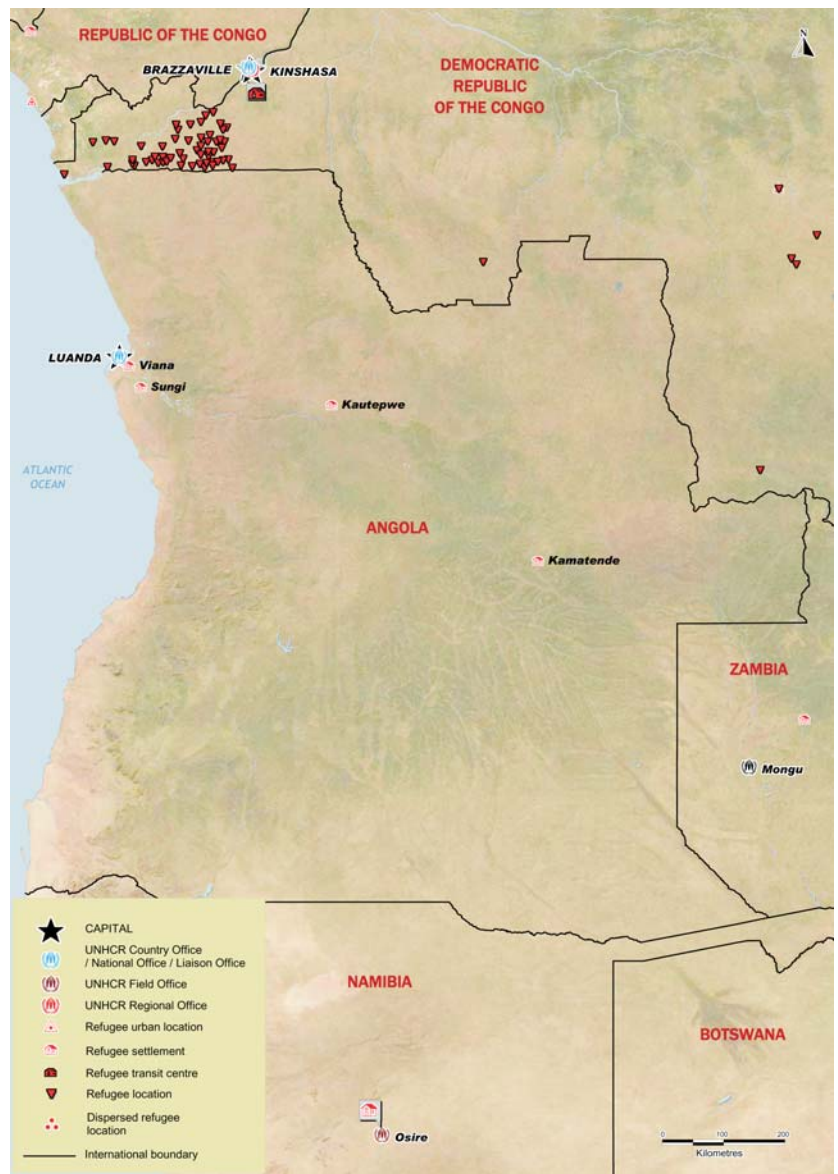 REPUBLIC OF THE CONGO
N
BRAZZAVILLE
KINSHASA
DEMOCRATIC
REPUBLIC
OF THE CONGO
LUANDA
Viana
Sungi
Kautepwe
ATLANTIC
OCEAN
ANGOLA
Kamatende
ZAMBIA
Mongu
NAMIBIA
BOTSWANA
Osire
CAPITAL
UNHCR Country Office
/ National Office / Liaison Office
UNHCR Field Office
UNHCR Regional Office
Refugee urban location
Refugee settlement
Refugee transit centre
Refugee location
Dispersed refugee
location
International boundary
0 100 200
Kilometres